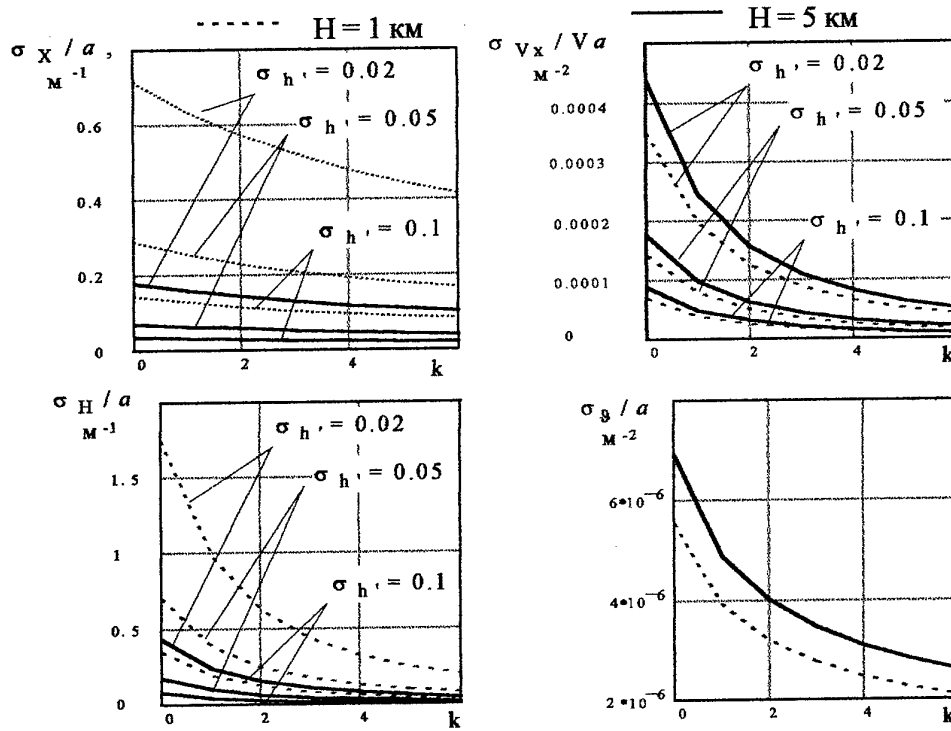 H = 1 км
H = 5 км
σ X / a ,
м -1
0.6
0.4
0.2
0
σ h ' = 0.02
σ h ' = 0.05
σ h ' = 0.1
0 2 4 k
σ Vx / V a
м -2
0.0004
0.0003
0.0002
0.0001
0
σ h ' = 0.02
σ h ' = 0.05
σ h ' = 0.1
0 2 4 k
σ H / a
м -1
1.5
1
0.5
0
σ h ' = 0.02
σ h ' = 0.05
σ h ' = 0.1
0 2 4 k
σ ϑ / a
м -2
6*10 -6
4*10 -6
2*10 -6
0 2 4 k